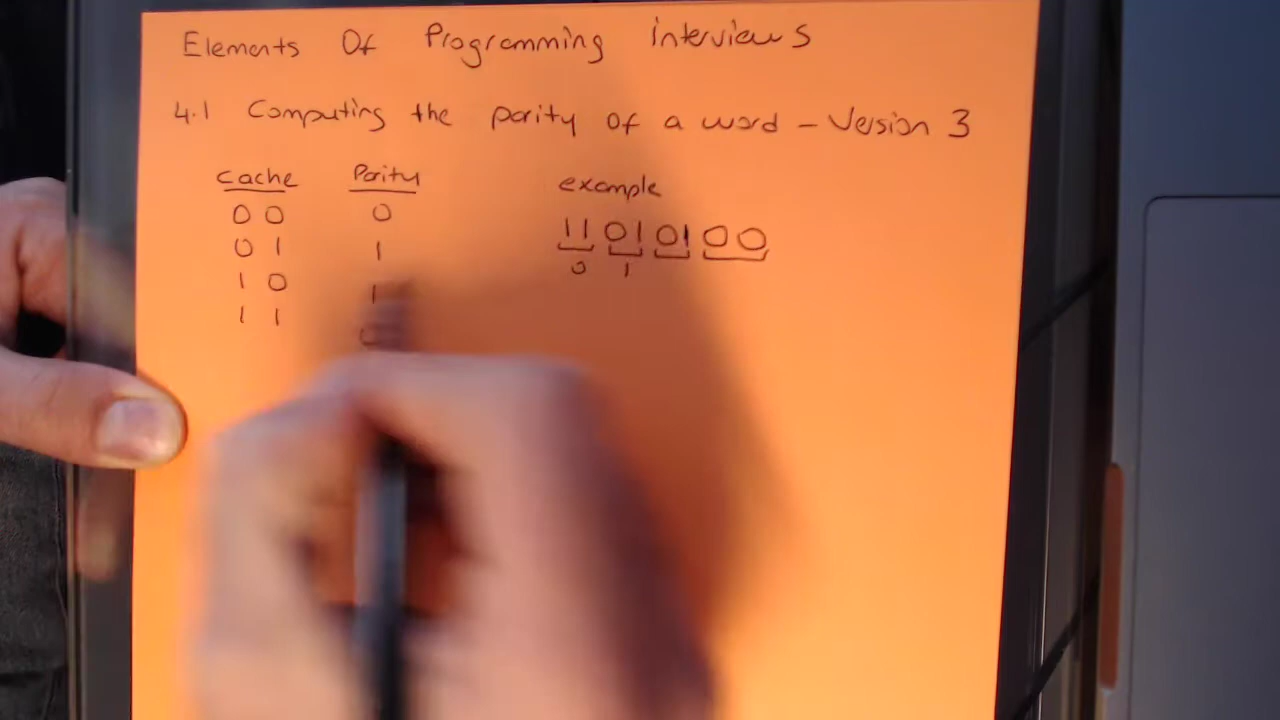 Elements Of Programming interviews
4.1 Computing the parity of a word - Version 3
Cache Parity
0 0 0
0 1 1
1 0 1
1 1 0
example
11 01 01 00
0 1